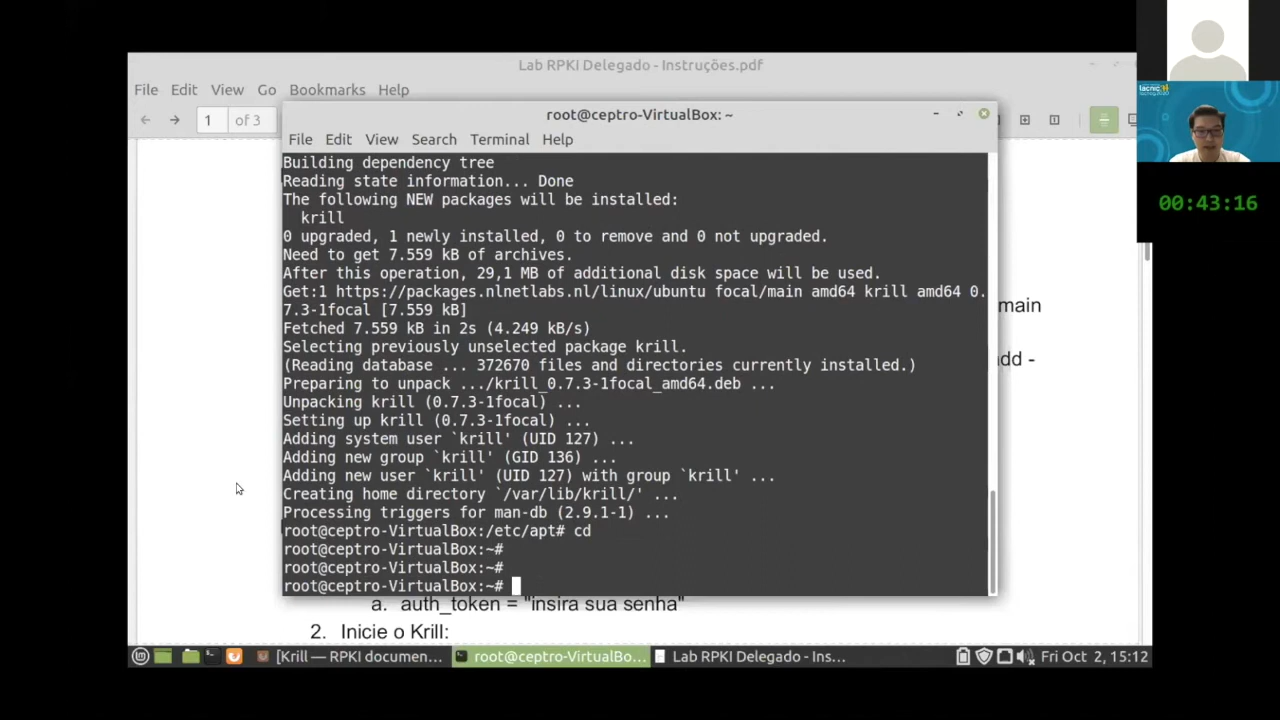 Lab RPKI Delegado - Instruções.pdf
File Edit View Go Bookmarks Help
1 of 3
root@ceptro-VirtualBox: ~
File Edit View Search Terminal Help
Building dependency tree
Reading state information... Done
The following NEW packages will be installed:
krill
0 upgraded, 1 newly installed, 0 to remove and 0 not upgraded.
Need to get 7.559 kB of archives.
After this operation, 29,1 MB of additional disk space will be used.
Get:1 https://packages.nlnetlabs.nl/linux/ubuntu focal/main amd64 krill amd64 0.
7.3-1focal [7.559 kB]
Fetched 7.559 kB in 2s (4.249 kB/s)
Selecting previously unselected package krill.
(Reading database ... 372670 files and directories currently installed.)
Preparing to unpack .../krill_0.7.3-1focal_amd64.deb ...
Unpacking krill (0.7.3-1focal) ...
Setting up krill (0.7.3-1focal) ...
Adding system user `krill' (UID 127) ...
Adding new group `krill' (GID 136) ...
Adding new user `krill' (UID 127) with group `krill' ...
Creating home directory `/var/lib/krill/' ...
Processing triggers for man-db (2.9.1-1) ...
root@ceptro-VirtualBox:/etc/apt# cd
root@ceptro-VirtualBox:~#
root@ceptro-VirtualBox:~#
root@ceptro-VirtualBox:~#
main
add -
a. auth_token = "insira sua senha"
2. Inicie o Krill:
[Krill — RPKI documen... root@ceptro-VirtualBo... Lab RPKI Delegado - Ins... Fri Oct 2, 15:12
lacnic
00:43:16